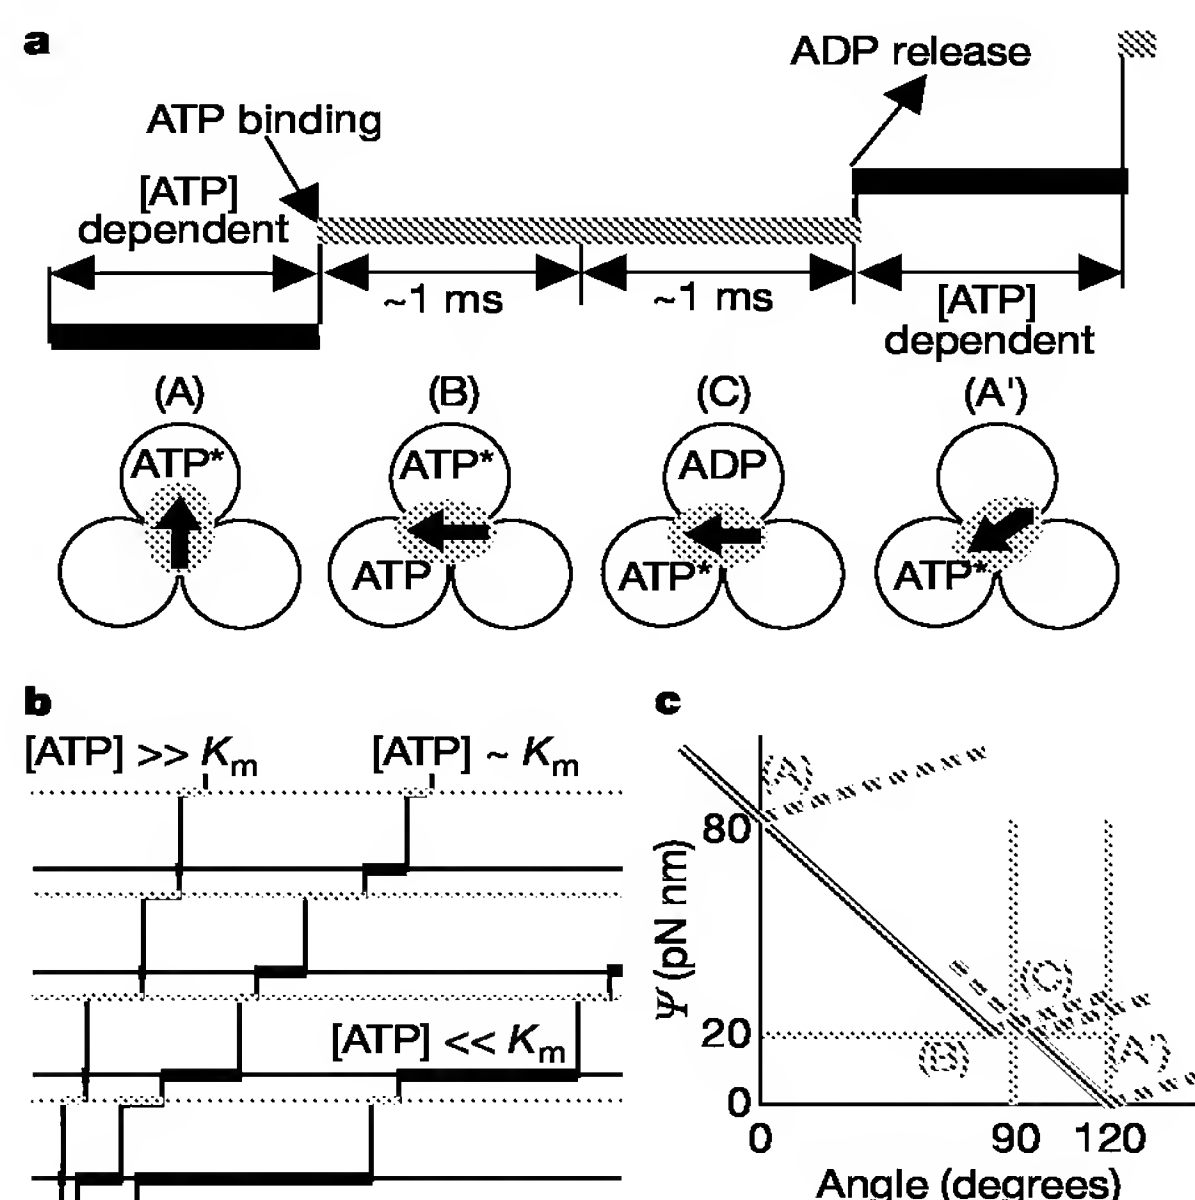 a
ADP release
ATP binding
[ATP]
dependent
~1 ms
~1 ms
[ATP]
dependent
(A)
(B)
(C)
(A')
ATP*
ATP*
ADP
ATP
ATP*
ATP*
b
c
[ATP] >> Km
[ATP] ~ Km
[ATP] << Km
Ψ (pN nm)
80
20
0
(A)
(C)
(B)
(A')
0
90
120
Angle (degrees)